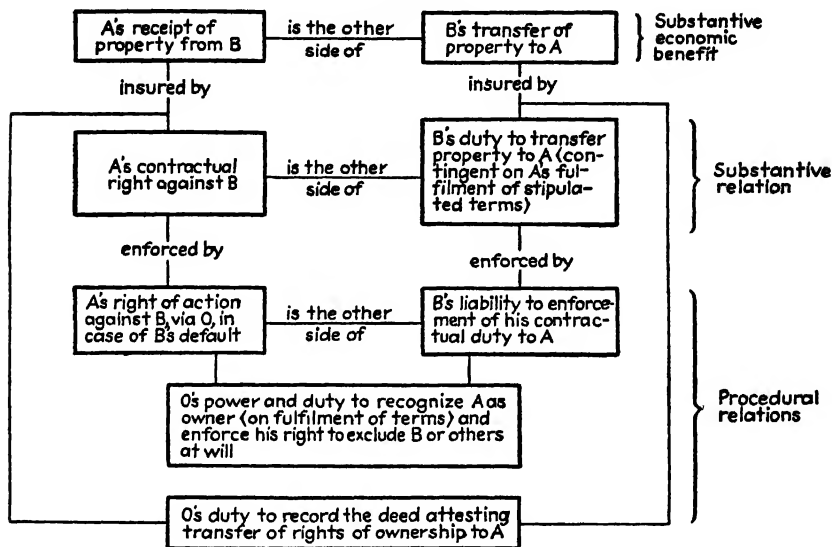 A's receipt of
property from B
is the other
side of
B's transfer of
property to A
Substantive
economic
benefit
insured by
insured by
A's contractual
right against B
is the other
side of
B's duty to transfer
property to A (con-
tingent on A's ful-
filment of stipula-
ted terms)
Substantive
relation
enforced by
enforced by
A's right of action
against B, via O, in
case of B's default
is the other
side of
B's liability to enforce-
ment of his contrac-
tual duty to A
O's power and duty to recognize A as
owner (on fulfilment of terms) and
enforce his right to exclude B or others
at will
Procedural
relations
O's duty to record the deed attesting
transfer of rights of ownership to A